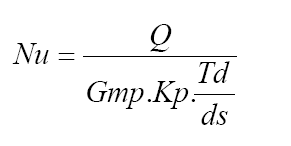 Nu = Q / (Gmp.Kp. Td/ds)